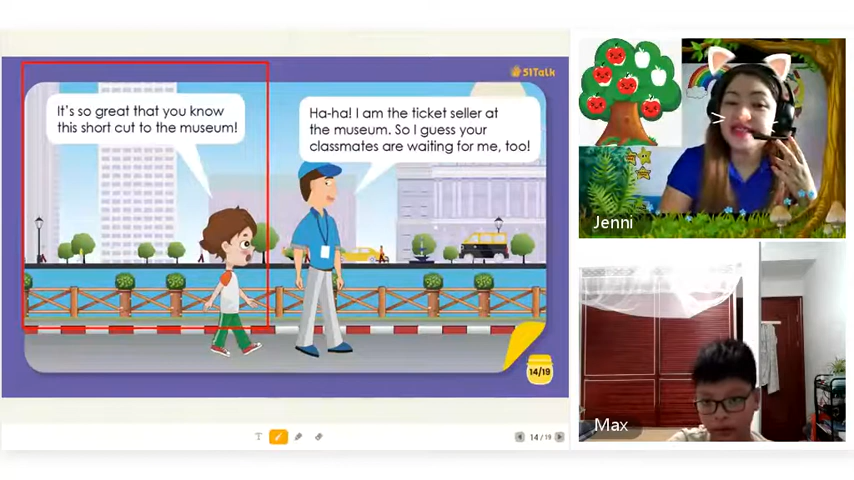 51Talk
It's so great that you know
this short cut to the museum!
Ha-ha! I am the ticket seller at
the museum. So I guess your
classmates are waiting for me, too!
14/19
T
14 / 19
Jenni
Max